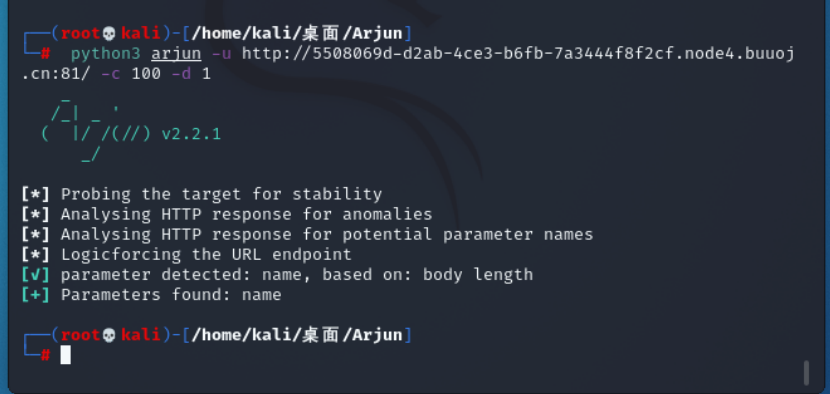 ┌──(root💀kali)-[/home/kali/桌面/Arjun]
└─# python3 arjun -u http://5508069d-d2ab-4ce3-b6fb-7a3444f8f2cf.node4.buuoj
.cn:81/ -c 100 -d 1
    _
   /_| _ '
  (  |/ /(//) v2.2.1
      _/
[*] Probing the target for stability
[*] Analysing HTTP response for anomalies
[*] Analysing HTTP response for potential parameter names
[*] Logicforcing the URL endpoint
[√] parameter detected: name, based on: body length
[+] Parameters found: name
┌──(root💀kali)-[/home/kali/桌面/Arjun]
└─#